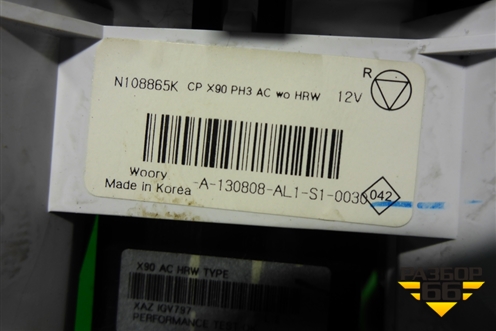 N108865K CP X90 PH3 AC wo HRW 12V R
Woory
Made in Korea -A-130808-AL1-S1-0030 042
X90 AC HRW TYPE
PERFORMANCE TE
РАЗБОР
66